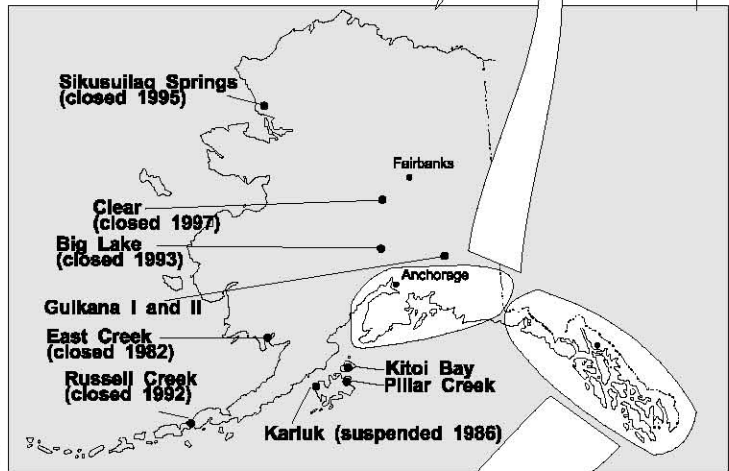 Sikusuilaq Springs
(closed 1995)
Fairbanks
Clear
(closed 1997)
Big Lake
(closed 1993)
Anchorage
Gulkana I and II
East Creek
(closed 1982)
Kitoi Bay
Pillar Creek
Russell Creek
(closed 1992)
Karluk (suspended 1986)